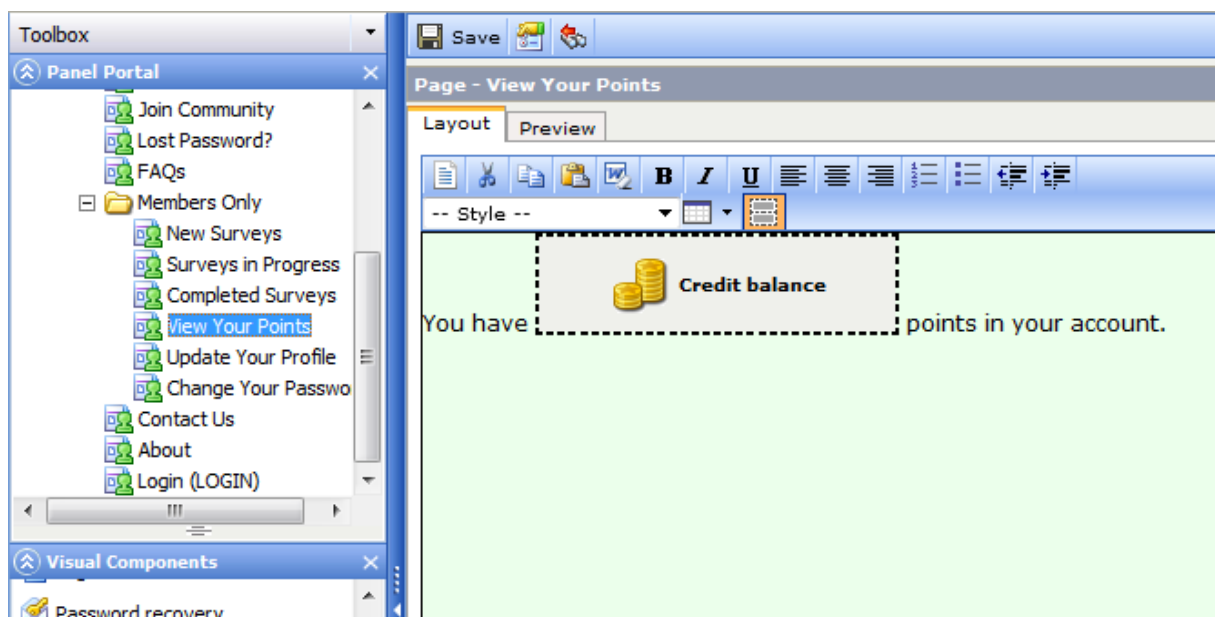 Toolbox
Panel Portal
Join Community
Lost Password?
FAQs
Members Only
New Surveys
Surveys in Progress
Completed Surveys
View Your Points
Update Your Profile
Change Your Passwo
Contact Us
About
Login (LOGIN)
Visual Components
Password recovery
Save
Page - View Your Points
Layout Preview
B I U
-- Style --
Credit balance
You have points in your account.